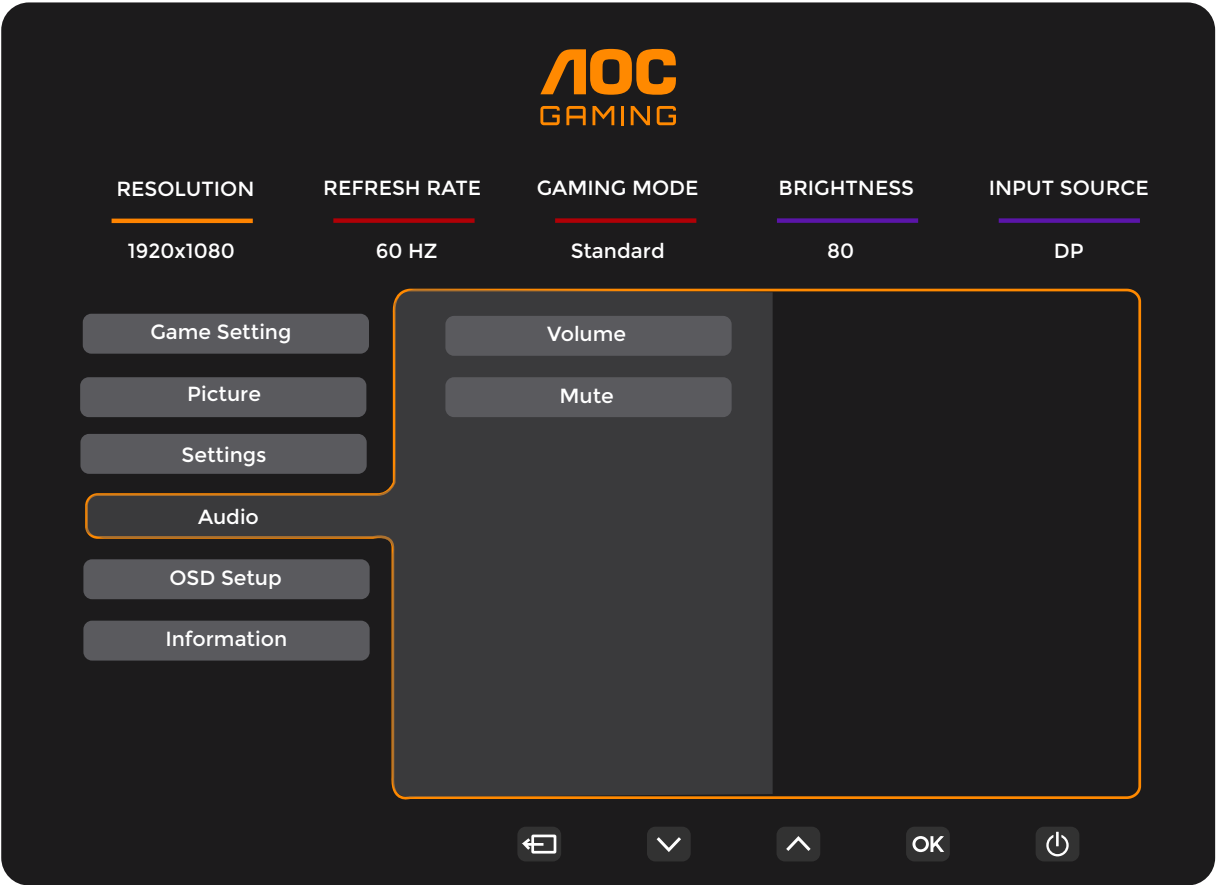 AOC
GAMING
RESOLUTION REFRESH RATE GAMING MODE BRIGHTNESS INPUT SOURCE
1920x1080 60 HZ Standard 80 DP
Game Setting
Picture
Settings
Audio
OSD Setup
Information
Volume
Mute
OK